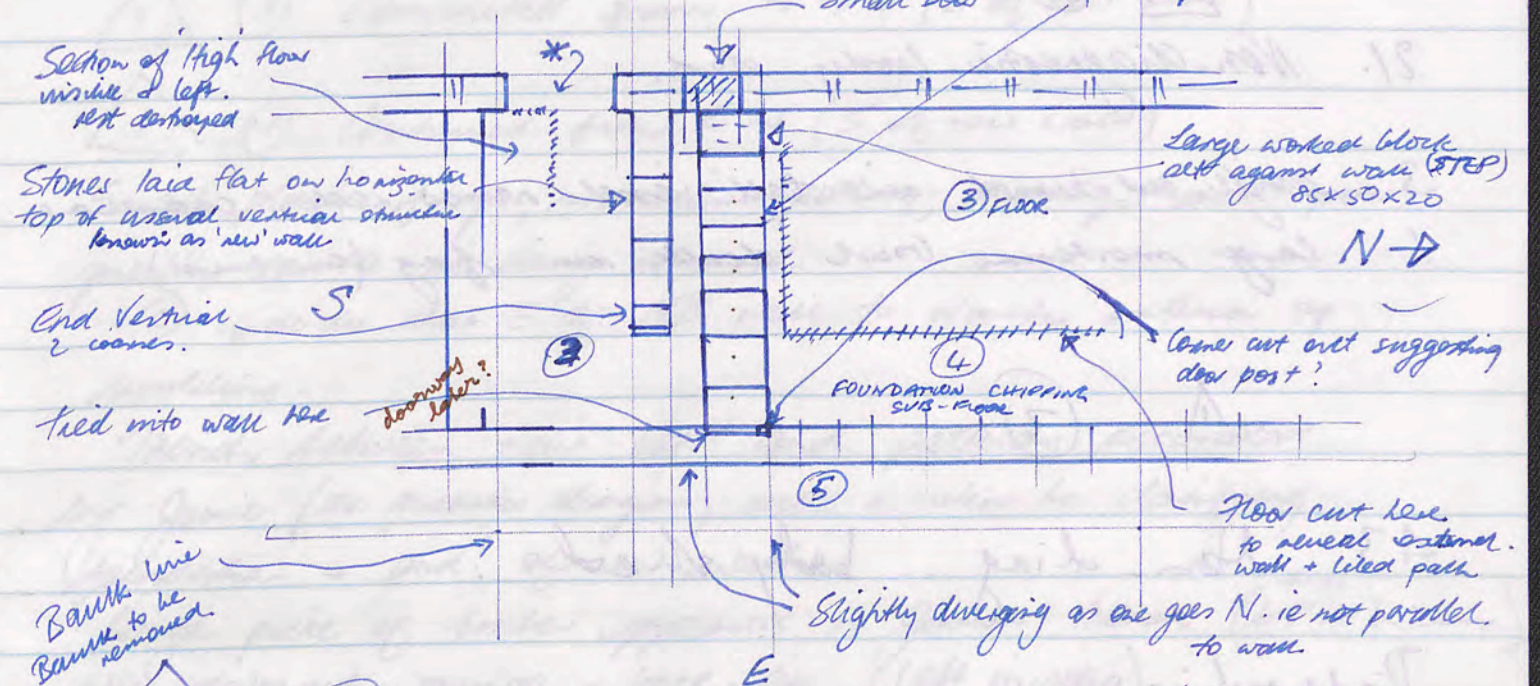 Small door
*
Section of 'High' floor
visible @ left.
rest destroyed
Stones laid flat on horizontal
top of unusual vertical structure
known as 'new' wall
End Vertical
2 courses.
S
tied into wall here
doorway
later?
2
3 FLOOR
Large worked block
against wall (STEP)
85x50x20
N
4
FOUNDATION CHIPPING
SUB-FLOOR
Corner cut out suggesting
door post?
5
Floor cut here
to reveal external
wall + tiled path
Baulk line
to be
Baulk removed.
Slightly diverging as one goes N. ie not parallel
to wall
E